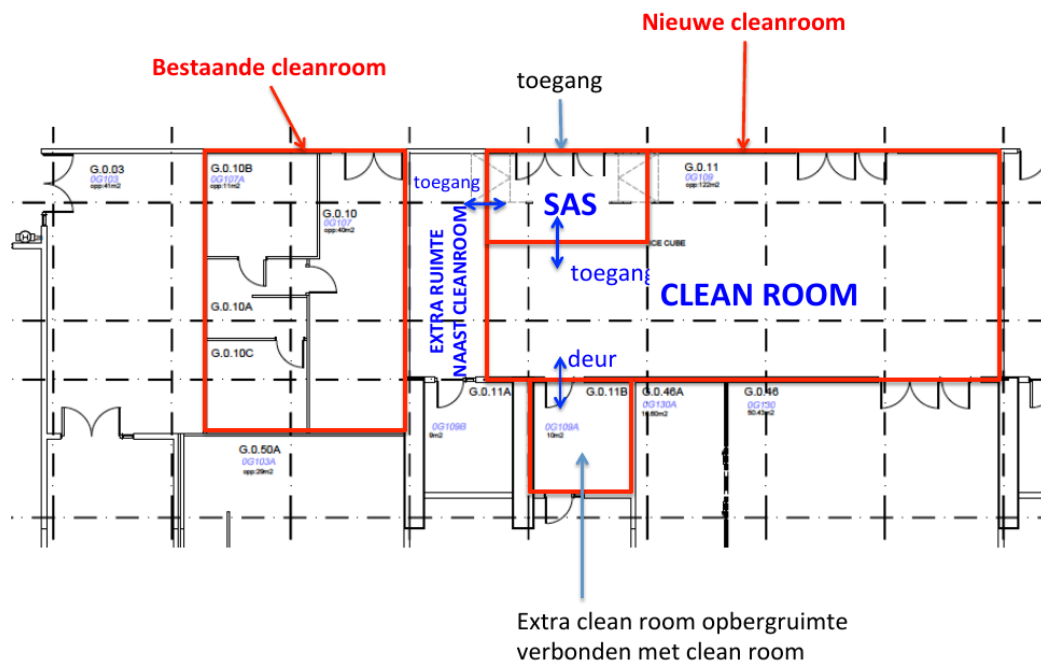 Nieuwe cleanroom
Bestaande cleanroom
toegang
G.0.03
0G103
opp:41m2
G.0.10B
0G107A
opp:11m2
G.0.10
0G107
opp:40m2
toegang
SAS
G.0.11
0G109
opp:122m2
ICE CUBE
toegang
CLEAN ROOM
EXTRA RUIMTE
NAAST CLEANROOM
G.0.10A
G.0.10C
deur
G.0.11A
0G109B
9m2
G.0.11B
0G109A
10m2
G.0.46A
0G130A
G.0.46
0G130
50.43m2
G.0.50A
0G103A
opp:29m2
Extra clean room opbergruimte
verbonden met clean room